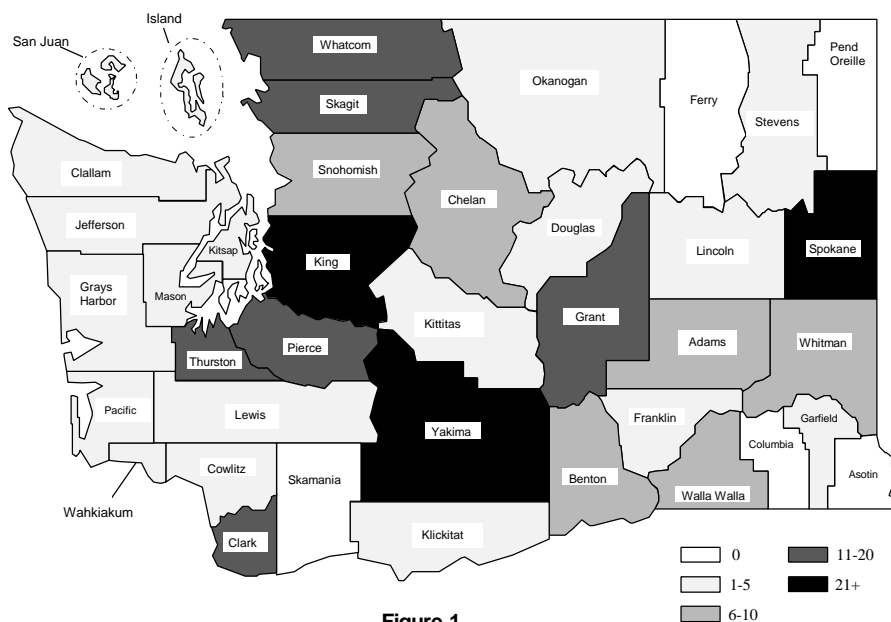 Island
San Juan
Whatcom
Pend
Oreille
Okanogan
Skagit
Ferry
Stevens
Snohomish
Clallam
Chelan
Jefferson
Douglas
Kitsap
Lincoln
Spokane
King
Grays
Harbor
Mason
Kittitas
Grant
Adams
Whitman
Pierce
Thurston
Pacific
Lewis
Yakima
Franklin
Garfield
Columbia
Cowlitz
Skamania
Benton
Walla Walla
Asotin
Wahkiakum
Clark
Klickitat
0
11-20
1-5
21+
6-10
Figure 1